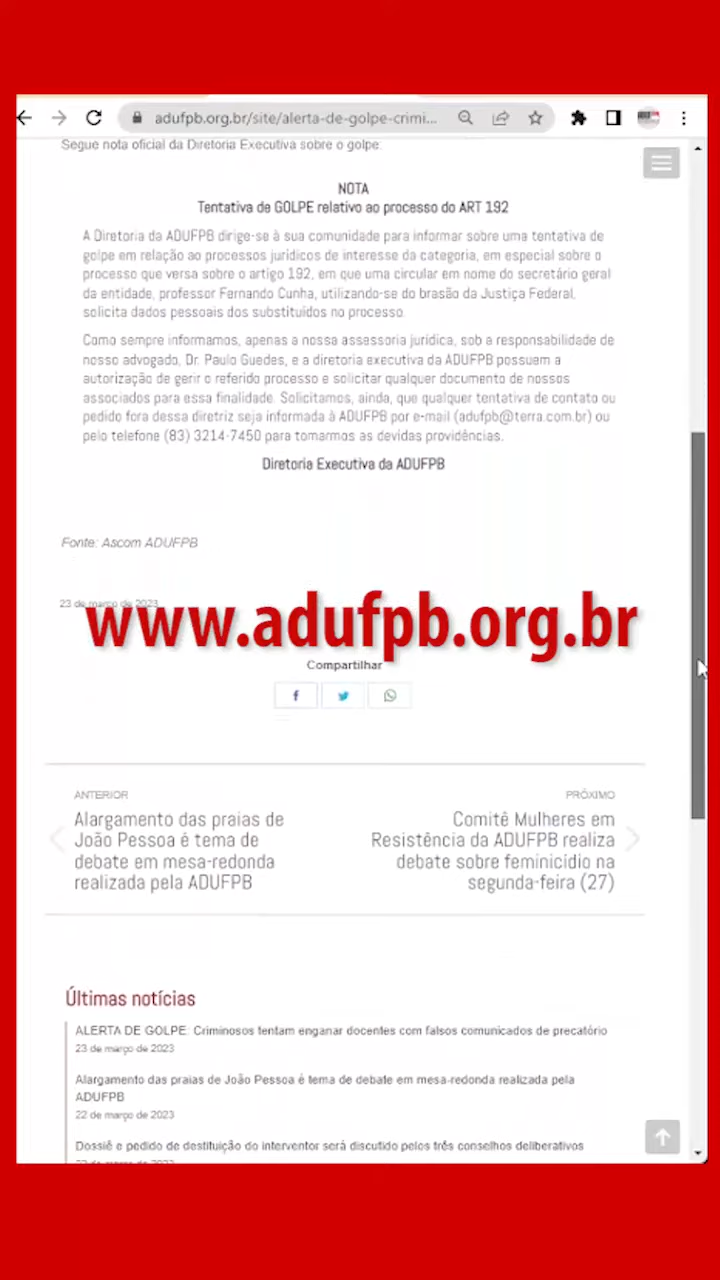 adufpb.org.br/site/alerta-de-golpe-crimi...
Segue nota oficial da Diretoria Executiva sobre o golpe:
NOTA
Tentativa de GOLPE relativo ao processo do ART 192
A Diretoria da ADUFPB dirige-se à sua comunidade para informar sobre uma tentativa de
golpe em relação ao processos jurídicos de interesse da categoria, em especial sobre o
processo que versa sobre o artigo 192, em que uma circular em nome do secretário geral
da entidade, professor Fernando Cunha, utilizando-se do brasão da Justiça Federal,
solicita dados pessoais dos substituídos no processo.
Como sempre informamos, apenas a nossa assessoria jurídica, sob a responsabilidade de
nosso advogado, Dr. Paulo Guedes, e a diretoria executiva da ADUFPB possuem a
autorização de gerir o referido processo e solicitar qualquer documento de nossos
associados para essa finalidade. Solicitamos, ainda, que qualquer tentativa de contato ou
pedido fora dessa diretriz seja informada à ADUFPB por e-mail (adufpb@terra.com.br) ou
pelo telefone (83) 3214-7450 para tomarmos as devidas providências.
Diretoria Executiva da ADUFPB
Fonte: Ascom ADUFPB
23 de março de 2023
www.adufpb.org.br
Compartilhar
ANTERIOR
Alargamento das praias de
João Pessoa é tema de
debate em mesa-redonda
realizada pela ADUFPB
PRÓXIMO
Comitê Mulheres em
Resistência da ADUFPB realiza
debate sobre feminicídio na
segunda-feira (27)
Últimas notícias
ALERTA DE GOLPE: Criminosos tentam enganar docentes com falsos comunicados de precatório
23 de março de 2023
Alargamento das praias de João Pessoa é tema de debate em mesa-redonda realizada pela
ADUFPB
22 de março de 2023
Dossiê e pedido de destituição do interventor será discutido pelos três conselhos deliberativos